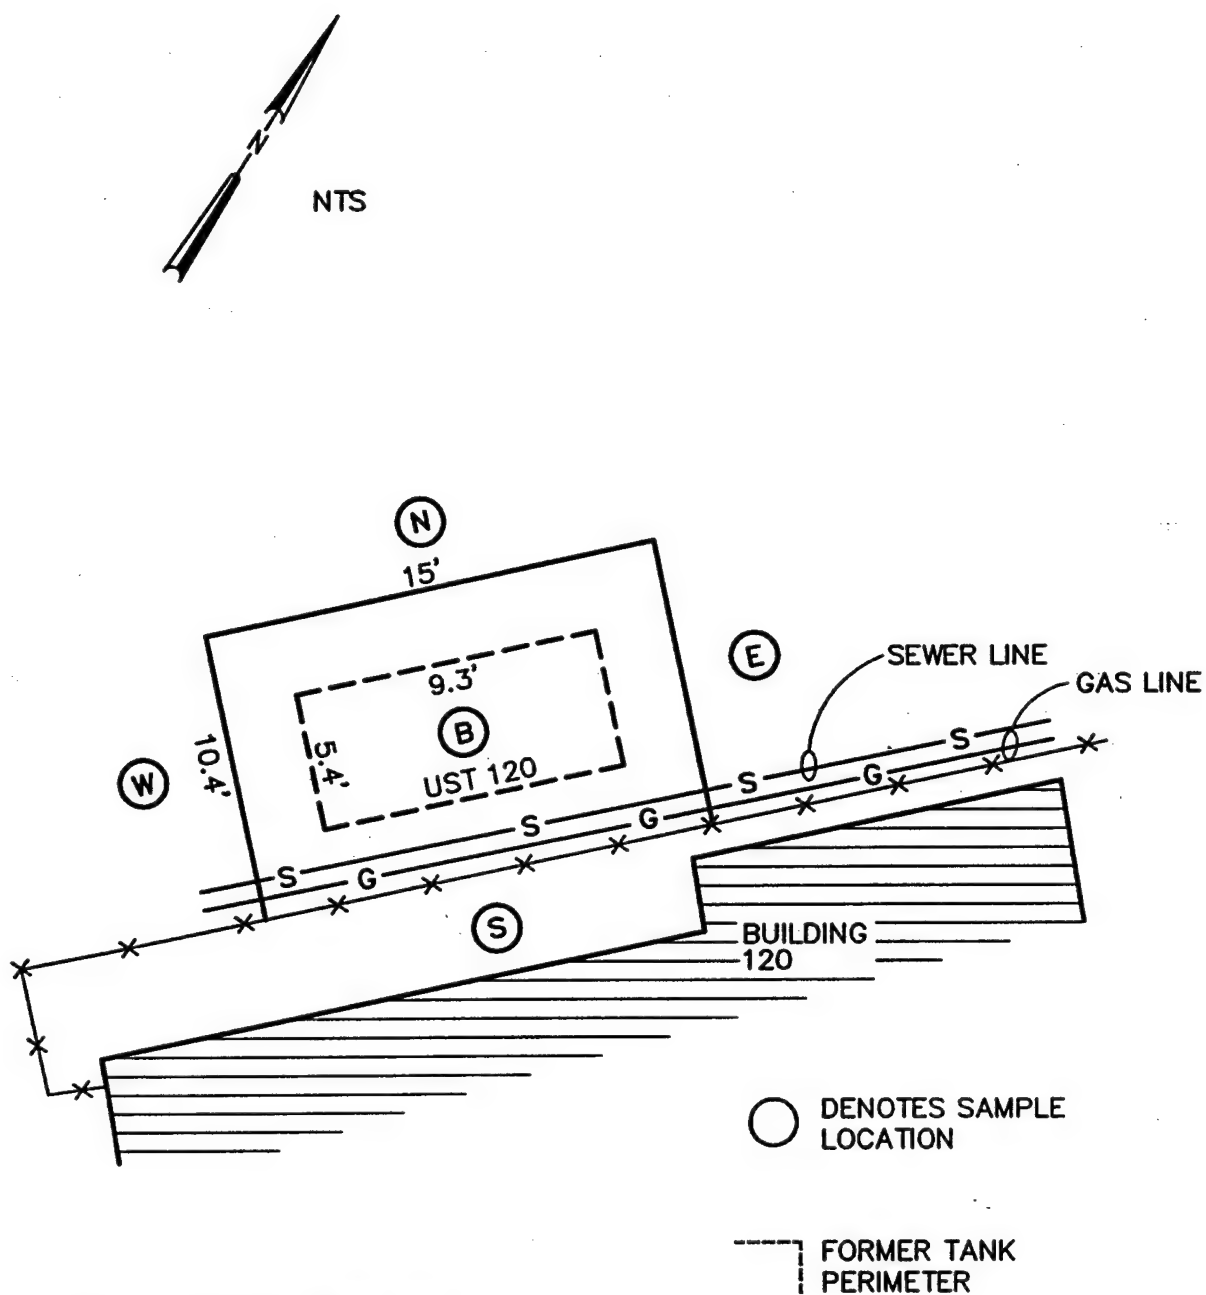 N
NTS
N
15'
E
SEWER LINE
GAS LINE
9.3'
10.4'
5.4'
B
W
UST 120
S
S
G
S
G
S
G
S
BUILDING
120
DENOTES SAMPLE
LOCATION
FORMER TANK
PERIMETER